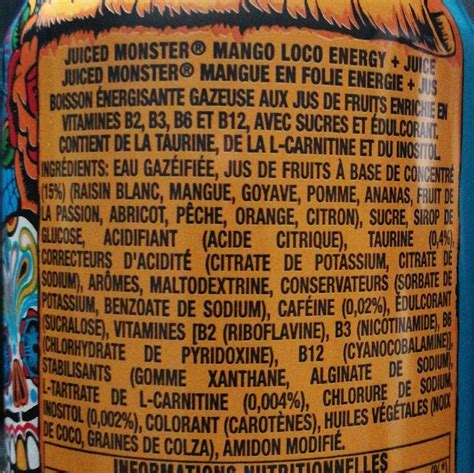 JUICED MONSTER® MANGO LOCO ENERGY + JUICE
JUICED MONSTER® MANGUE EN FOLIE ENERGIE + JUS
BOISSON ÉNERGISANTE GAZEUSE AUX JUS DE FRUITS ENRICHIE EN
VITAMINES B2, B3, B6 ET B12, AVEC SUCRES ET ÉDULCORANT.
CONTIENT DE LA TAURINE, DE LA L-CARNITINE ET DU INOSITOL.
INGRÉDIENTS: EAU GAZÉIFIÉE, JUS DE FRUITS À BASE DE CONCENTRÉ
(15%) (RAISIN BLANC, MANGUE, GOYAVE, POMME, ANANAS, FRUIT DE
LA PASSION, ABRICOT, PÊCHE, ORANGE, CITRON), SUCRE, SIROP DE
GLUCOSE, ACIDIFIANT (ACIDE CITRIQUE), TAURINE (0,4%),
CORRECTEURS D'ACIDITÉ (CITRATE DE POTASSIUM, CITRATE DE
SODIUM), ARÔMES, MALTODEXTRINE, CONSERVATEURS (SORBATE DE
POTASSIUM, BENZOATE DE SODIUM), CAFÉINE (0,02%), ÉDULCORANT
(SUCRALOSE), VITAMINES [B2 (RIBOFLAVINE), B3 (NICOTINAMIDE), B6
(CHLORHYDRATE DE PYRIDOXINE), B12 (CYANOCOBALAMINE)],
STABILISANTS (GOMME XANTHANE, ALGINATE DE SODIUM),
L-TARTRATE DE L-CARNITINE (0,004%), CHLORURE DE SODIUM,
INOSITOL (0,002%), COLORANT (CAROTÈNES), HUILES VÉGÉTALES (NOIX
DE COCO, GRAINES DE COLZA), AMIDON MODIFIÉ.
INFORMATIONS NUTRITIONNELLES